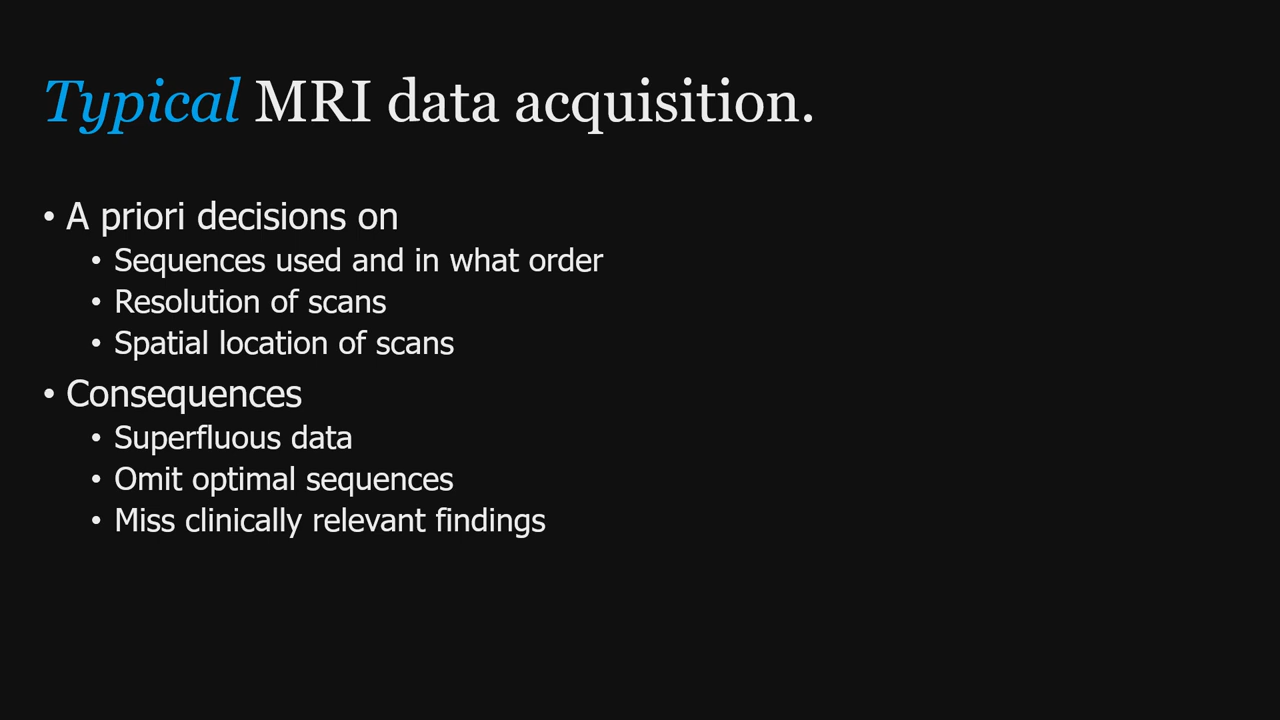 Typical MRI data acquisition.
• A priori decisions on
• Sequences used and in what order
• Resolution of scans
• Spatial location of scans
• Consequences
• Superfluous data
• Omit optimal sequences
• Miss clinically relevant findings